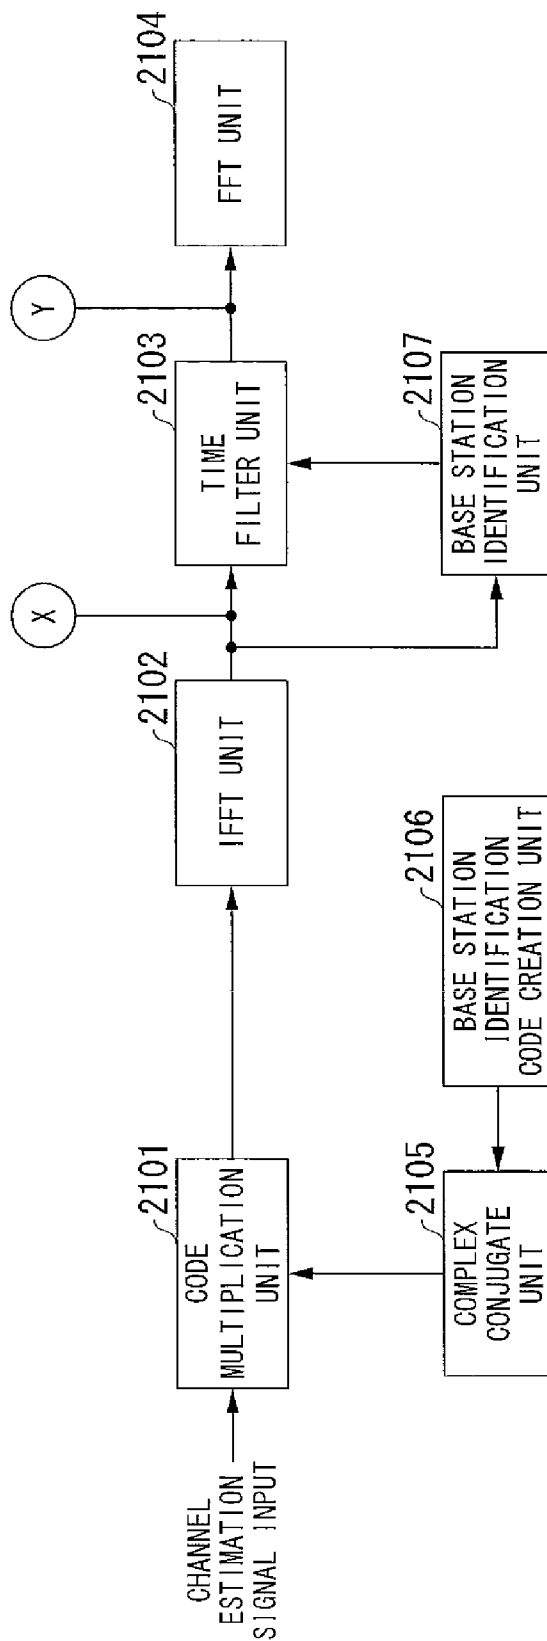 CHANNEL
ESTIMATION
SIGNAL INPUT
2101
CODE
MULTIPLICATION
UNIT
2102
IFFT UNIT
X
2103
TIME
FILTER UNIT
Y
2104
FFT UNIT
2105
COMPLEX
CONJUGATE
UNIT
2106
BASE STATION
IDENTIFICATION
CODE CREATION UNIT
2107
BASE STATION
IDENTIFICATION
UNIT